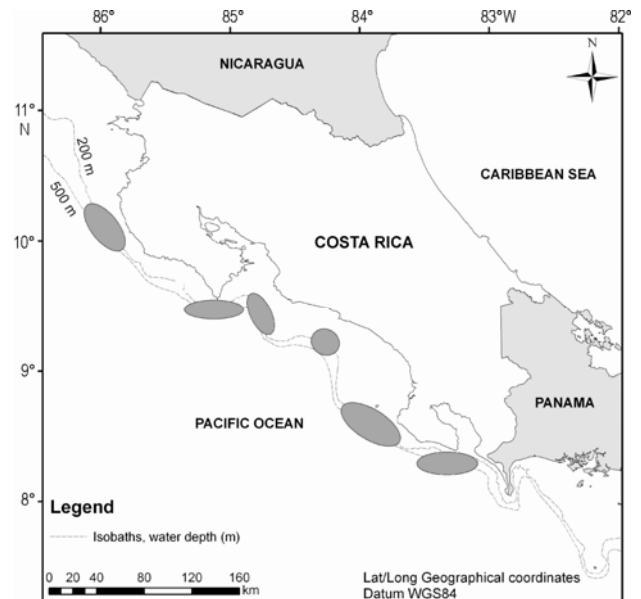 86° 85° 84° 83°W 82°
N
NICARAGUA
11°
N
200 m
CARIBBEAN SEA
500 m
COSTA RICA
10°
9°
PANAMA
PACIFIC OCEAN
8°
Legend
Isobaths, water depth (m)
0 20 40 80 120 160
km
Lat/Long Geographical coordinates
Datum WGS84